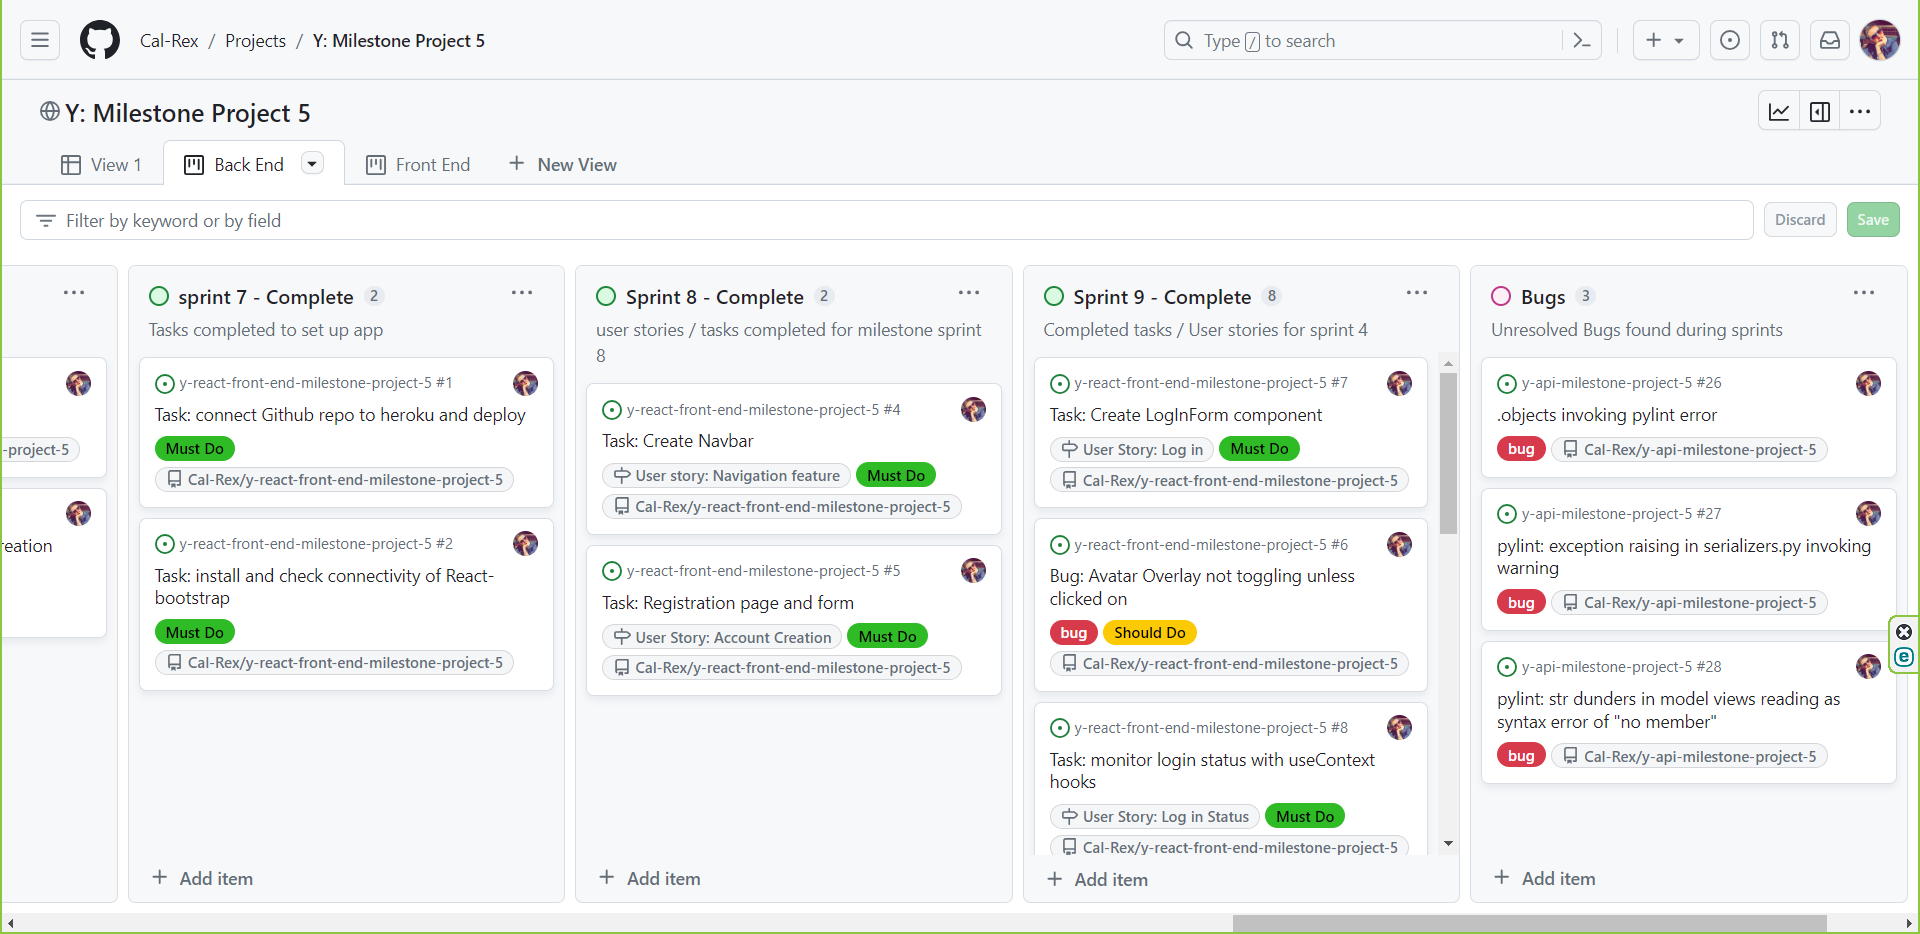 Cal-Rex / Projects / Y: Milestone Project 5
Type / to search
Y: Milestone Project 5
View 1
Back End
Front End
New View
Filter by keyword or by field
Discard
Save
-project-5
reation
sprint 7 - Complete 2
Tasks completed to set up app
y-react-front-end-milestone-project-5 #1
Task: connect Github repo to heroku and deploy
Must Do
Cal-Rex/y-react-front-end-milestone-project-5
y-react-front-end-milestone-project-5 #2
Task: install and check connectivity of React-
bootstrap
Must Do
Cal-Rex/y-react-front-end-milestone-project-5
Add item
Sprint 8 - Complete 2
user stories / tasks completed for milestone sprint
8
y-react-front-end-milestone-project-5 #4
Task: Create Navbar
User story: Navigation feature Must Do
Cal-Rex/y-react-front-end-milestone-project-5
y-react-front-end-milestone-project-5 #5
Task: Registration page and form
User Story: Account Creation Must Do
Cal-Rex/y-react-front-end-milestone-project-5
Add item
Sprint 9 - Complete 8
Completed tasks / User stories for sprint 4
y-react-front-end-milestone-project-5 #7
Task: Create LogInForm component
User Story: Log in Must Do
Cal-Rex/y-react-front-end-milestone-project-5
y-react-front-end-milestone-project-5 #6
Bug: Avatar Overlay not toggling unless
clicked on
bug Should Do
Cal-Rex/y-react-front-end-milestone-project-5
y-react-front-end-milestone-project-5 #8
Task: monitor login status with useContext
hooks
User Story: Log in Status Must Do
Cal-Rex/y-react-front-end-milestone-project-5
Add item
Bugs 3
Unresolved Bugs found during sprints
y-api-milestone-project-5 #26
.objects invoking pylint error
bug Cal-Rex/y-api-milestone-project-5
y-api-milestone-project-5 #27
pylint: exception raising in serializers.py invoking
warning
bug Cal-Rex/y-api-milestone-project-5
y-api-milestone-project-5 #28
pylint: str dunders in model views reading as
syntax error of "no member"
bug Cal-Rex/y-api-milestone-project-5
Add item